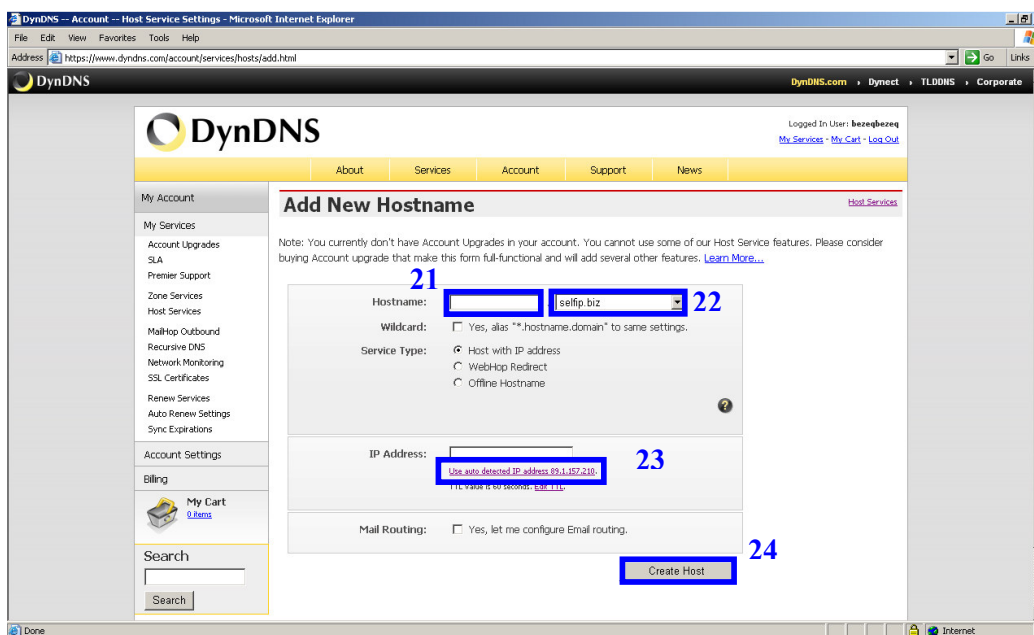 DynDNS -- Account -- Host Service Settings - Microsoft Internet Explorer
File Edit View Favorites Tools Help
Address https://www.dyndns.com/account/services/hosts/add.html Go Links
DynDNS
DynDNS.com › Dynect › TLDDNS › Corporate
DynDNS
Logged In User: bezeqbezeq
My Services - My Cart - Log Out
About Services Account Support News
My Account
My Services
Account Upgrades
SLA
Premier Support
Zone Services
Host Services
MailHop Outbound
Recursive DNS
Network Monitoring
SSL Certificates
Renew Services
Auto Renew Settings
Sync Expirations
Account Settings
Billing
My Cart
0 items
Search
Search
Add New Hostname
Host Services
Note: You currently don't have Account Upgrades in your account. You cannot use some of our Host Service features. Please consider
buying Account upgrade that make this form full-functional and will add several other features. Learn More...
21
Hostname: selfip.biz 22
Wildcard: Yes, alias "*.hostname.domain" to same settings.
Service Type: Host with IP address
WebHop Redirect
Offline Hostname
?
IP Address:
23
Use auto detected IP address 89.1.157.210.
TTL value is 60 seconds. Edit TTL.
Mail Routing: Yes, let me configure Email routing.
24
Create Host
Done Internet